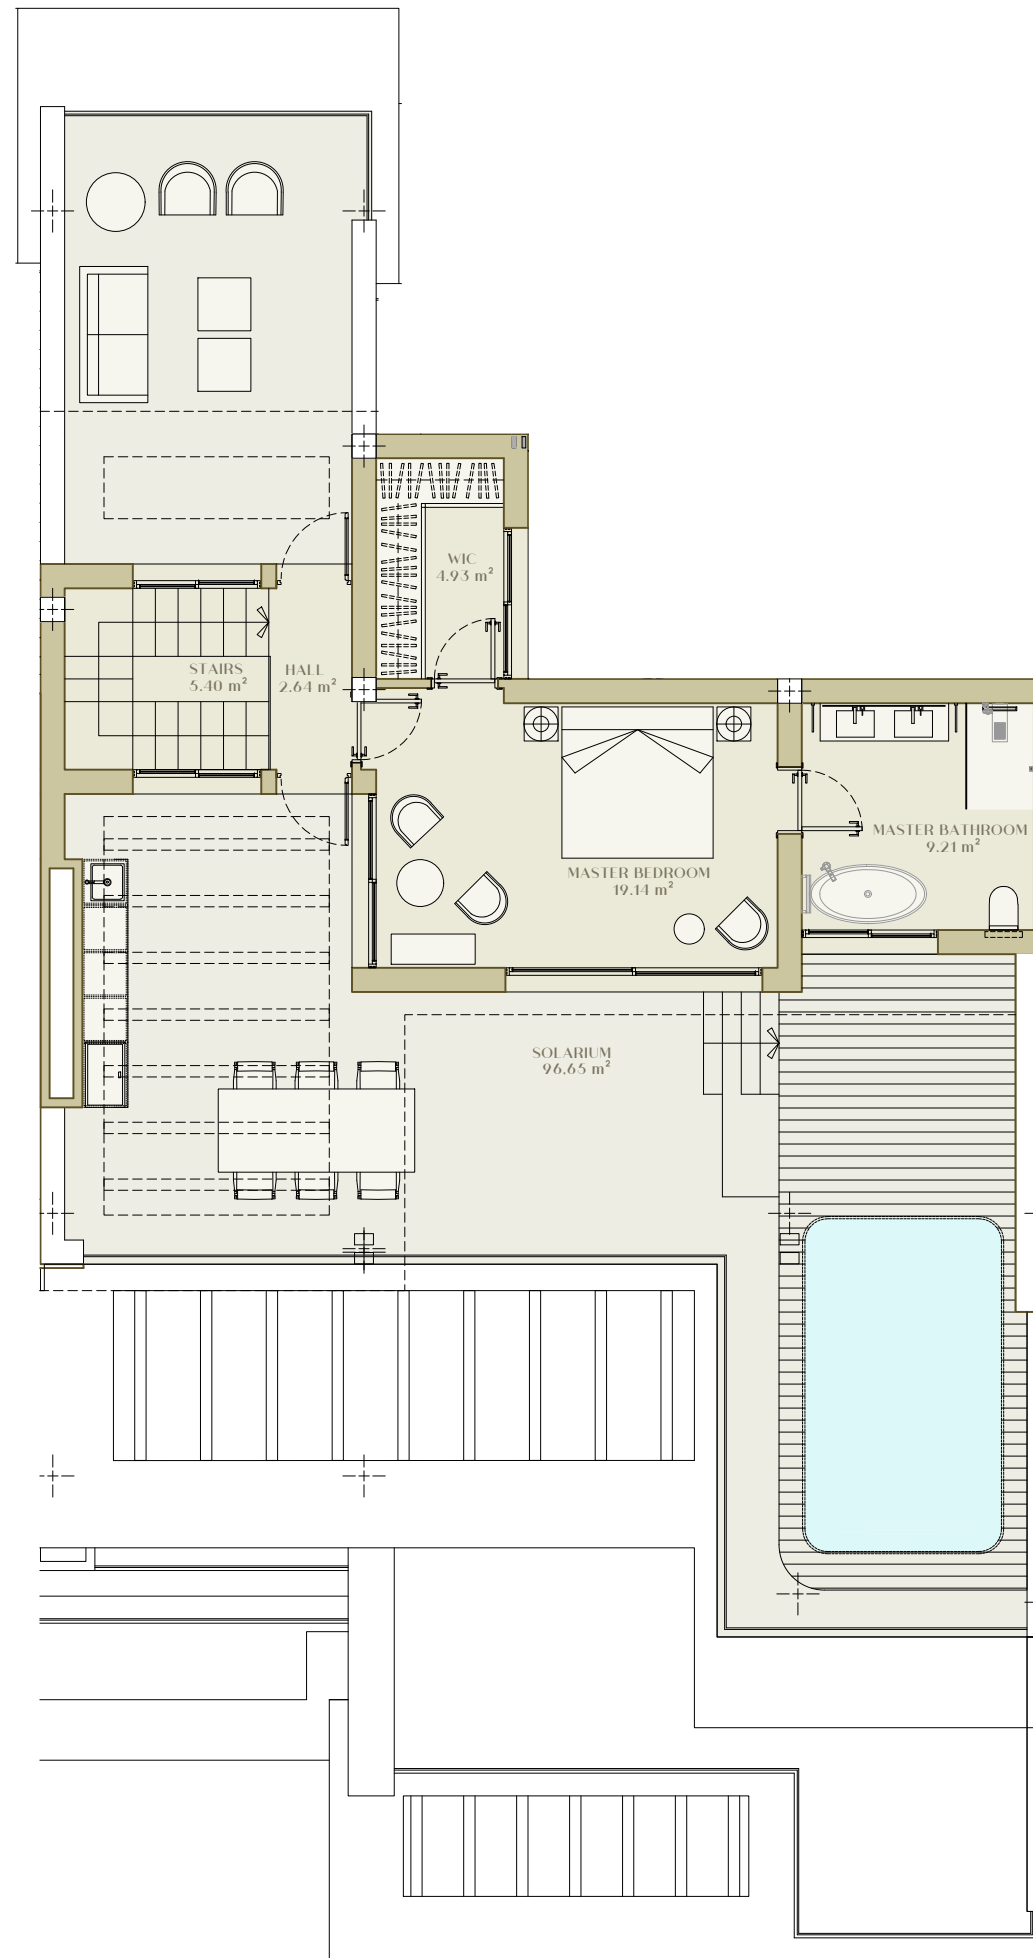 WIC
4.93 m²
STAIRS
5.40 m²
HALL
2.64 m²
MASTER BATHROOM
9.21 m²
MASTER BEDROOM
19.14 m²
SOLARIUM
96.65 m²